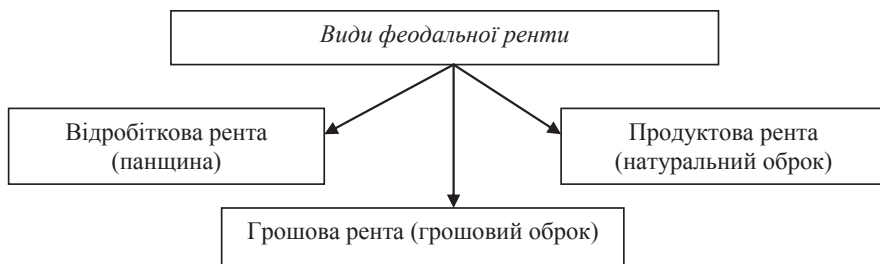 Види феодальної ренти
Відробіткова рента
(панщина)
Продуктова рента
(натуральний оброк)
Грошова рента (грошовий оброк)